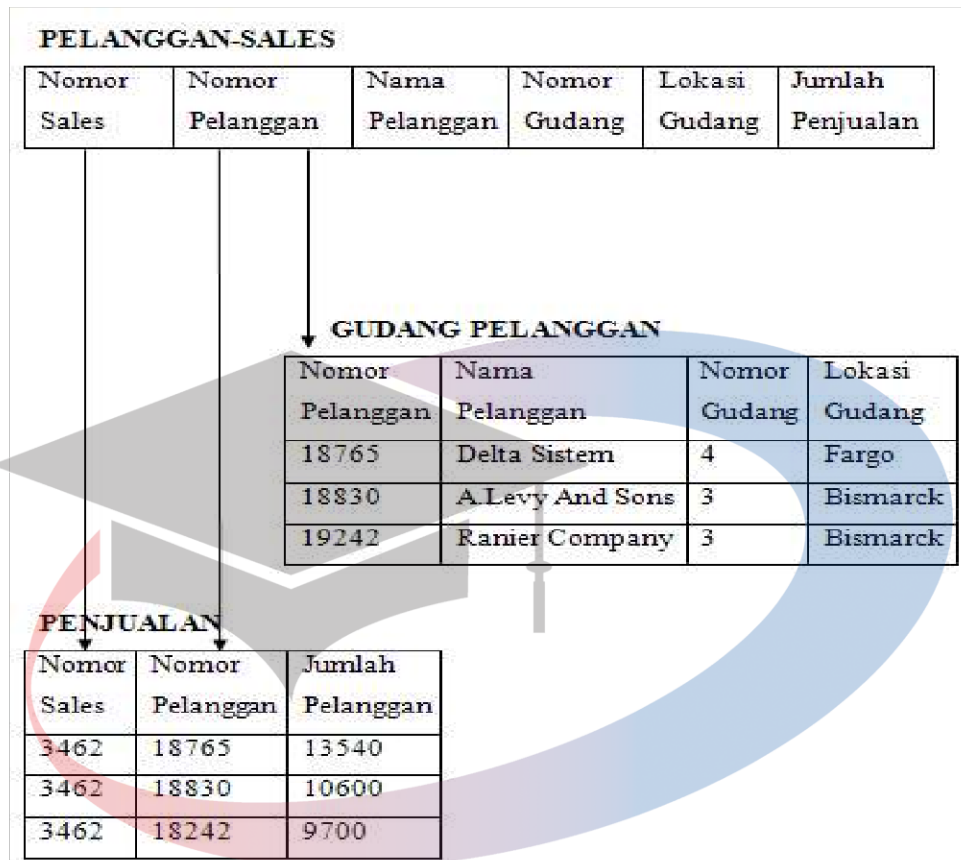 PELANGGAN-SALES
Nomor Nomor Nama Nomor Lokasi Jumlah
Sales Pelanggan Pelanggan Gudang Gudang Penjualan
GUDANG PELANGGAN
Nomor Nama Nomor Lokasi
Pelanggan Pelanggan Gudang Gudang
18765 Delta Sistem 4 Fargo
18830 A.Levy And Sons 3 Bismarck
19242 Ranier Company 3 Bismarck
PENJUALAN
Nomor Nomor Jumlah
Sales Pelanggan Pelanggan
3462 18765 13540
3462 18830 10600
3462 18242 9700